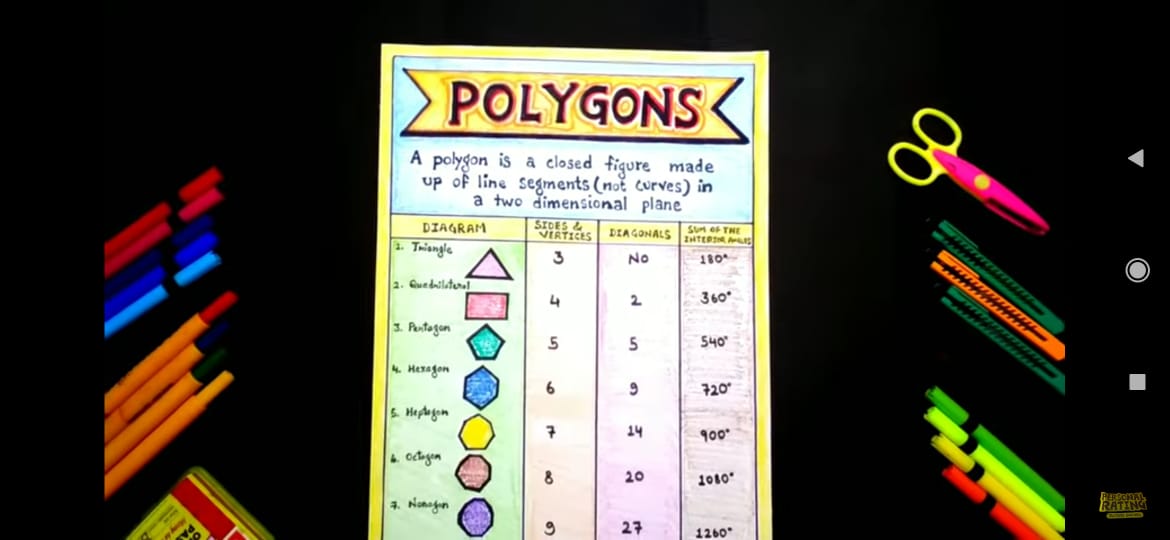 POLYGONS
A polygon is a closed figure made
up of line segments (not curves) in
a two dimensional plane
DIAGRAM
SIDES & VERTICES
DIAGONALS
SUM OF THE INTERIOR ANGLES
1. Triangle 3 No 180°
2. Quadrilateral 4 2 360°
3. Pentagon 5 5 540°
4. Hexagon 6 9 720°
5. Heptagon 7 14 900°
6. Octagon 8 20 1080°
7. Nonagon 9 27 1260°
PERSONAL
RATING